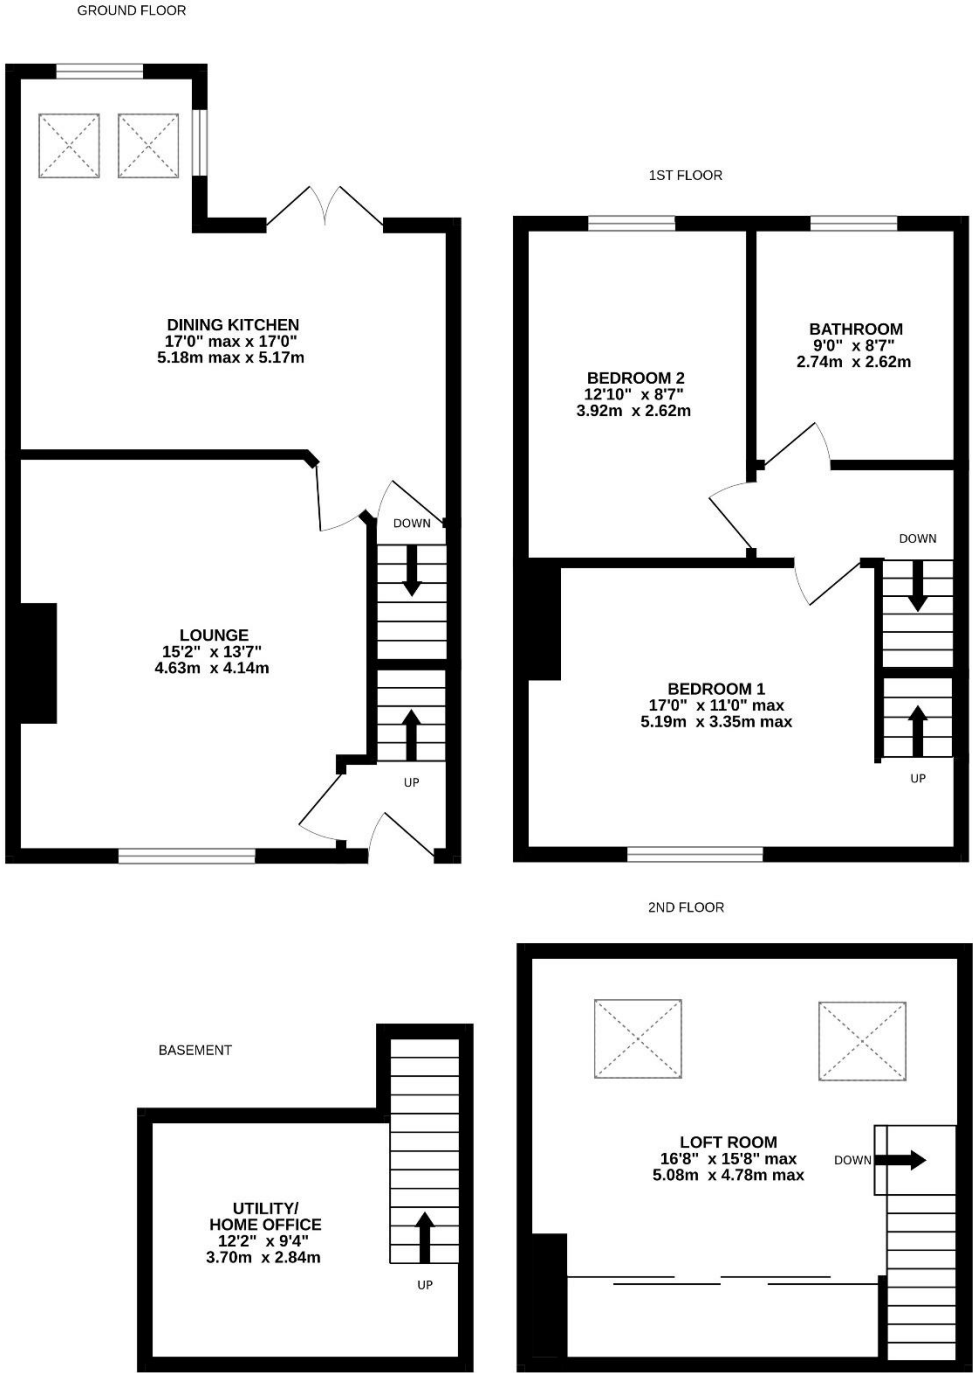 GROUND FLOOR
DINING KITCHEN
17'0" max x 17'0"
5.18m max x 5.17m
DOWN
LOUNGE
15'2" x 13'7"
4.63m x 4.14m
UP
1ST FLOOR
BATHROOM
9'0" x 8'7"
2.74m x 2.62m
BEDROOM 2
12'10" x 8'7"
3.92m x 2.62m
DOWN
BEDROOM 1
17'0" x 11'0" max
5.19m x 3.35m max
UP
BASEMENT
UTILITY/
HOME OFFICE
12'2" x 9'4"
3.70m x 2.84m
UP
2ND FLOOR
LOFT ROOM
16'8" x 15'8" max
5.08m x 4.78m max
DOWN